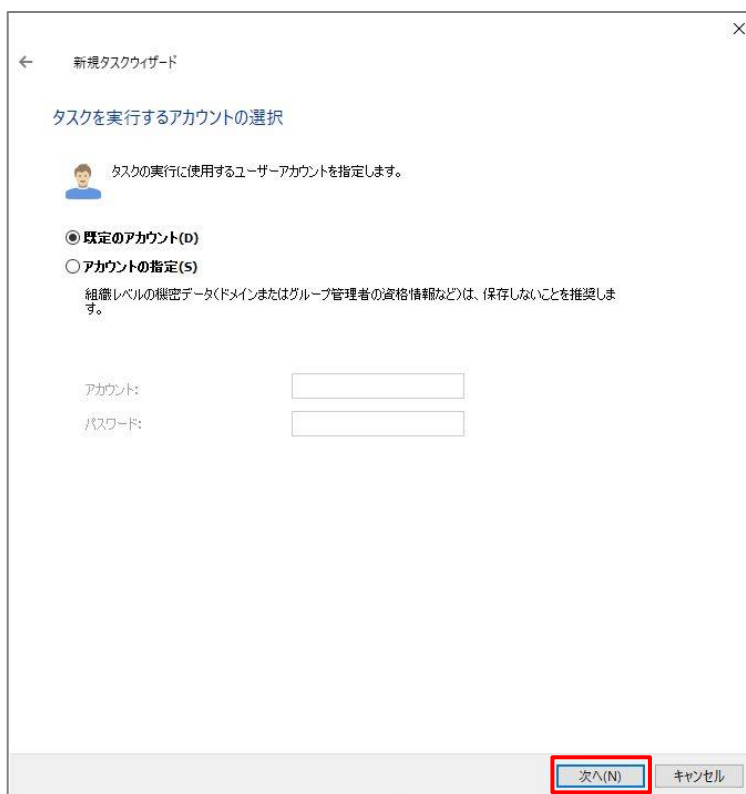 新規タスクウィザード
タスクを実行するアカウントの選択
タスクの実行に使用するユーザーアカウントを指定します。
既定のアカウント(D)
アカウントの指定(S)
組織レベルの機密データ(ドメインまたはグループ管理者の資格情報など)は、保存しないことを推奨しま
す。
アカウント:
パスワード:
次へ(N) キャンセル